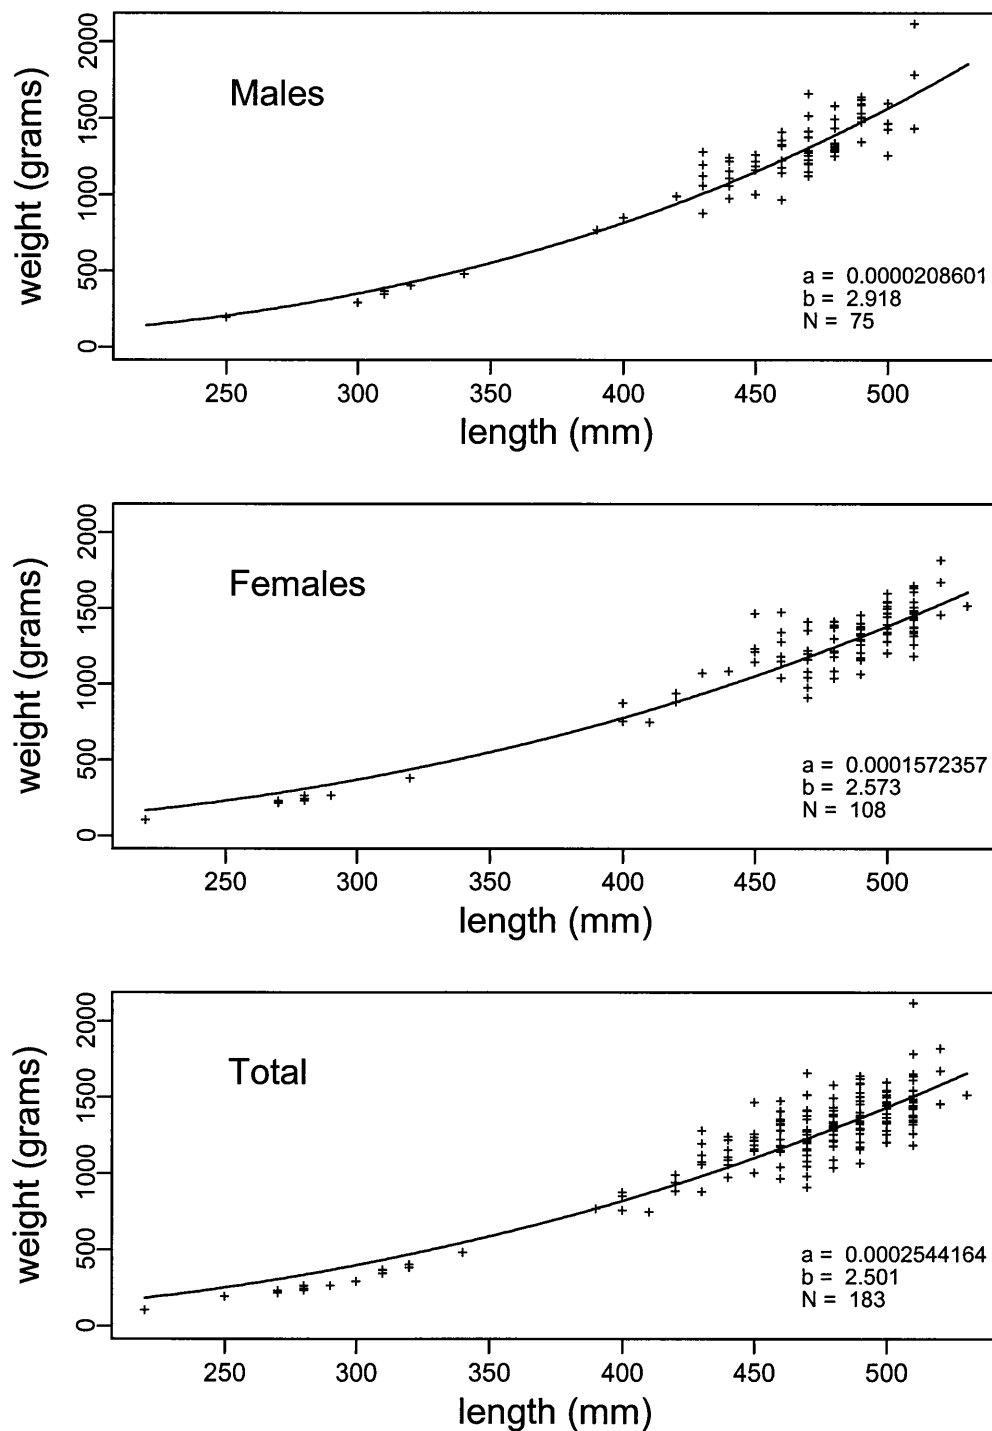 2000
1500
1000
500
0
weight (grams)
Males
a = 0.0000208601
b = 2.918
N = 75
250 300 350 400 450 500
length (mm)
2000
1500
1000
500
0
weight (grams)
Females
a = 0.0001572357
b = 2.573
N = 108
250 300 350 400 450 500
length (mm)
2000
1500
1000
500
0
weight (grams)
Total
a = 0.0002544164
b = 2.501
N = 183
250 300 350 400 450 500
length (mm)